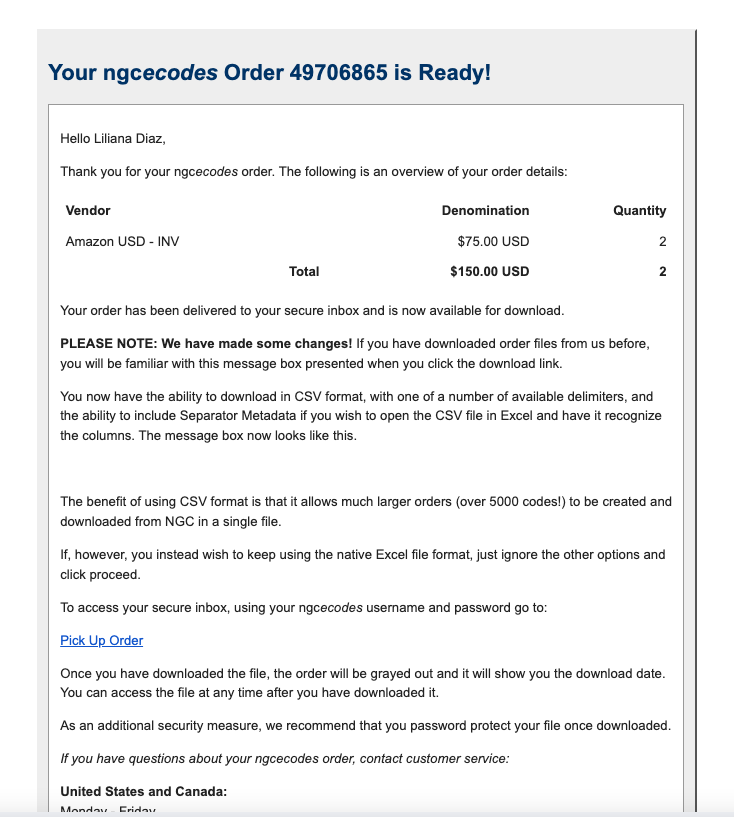 Your ngcecodes Order 49706865 is Ready!
Hello Liliana Diaz,
Thank you for your ngcecodes order. The following is an overview of your order details:
Vendor Denomination Quantity
Amazon USD - INV $75.00 USD 2
Total $150.00 USD 2
Your order has been delivered to your secure inbox and is now available for download.
PLEASE NOTE: We have made some changes! If you have downloaded order files from us before,
you will be familiar with this message box presented when you click the download link.
You now have the ability to download in CSV format, with one of a number of available delimiters, and
the ability to include Separator Metadata if you wish to open the CSV file in Excel and have it recognize
the columns. The message box now looks like this.
The benefit of using CSV format is that it allows much larger orders (over 5000 codes!) to be created and
downloaded from NGC in a single file.
If, however, you instead wish to keep using the native Excel file format, just ignore the other options and
click proceed.
To access your secure inbox, using your ngcecodes username and password go to:
Pick Up Order
Once you have downloaded the file, the order will be grayed out and it will show you the download date.
You can access the file at any time after you have downloaded it.
As an additional security measure, we recommend that you password protect your file once downloaded.
If you have questions about your ngcecodes order, contact customer service:
United States and Canada:
Monday - Friday